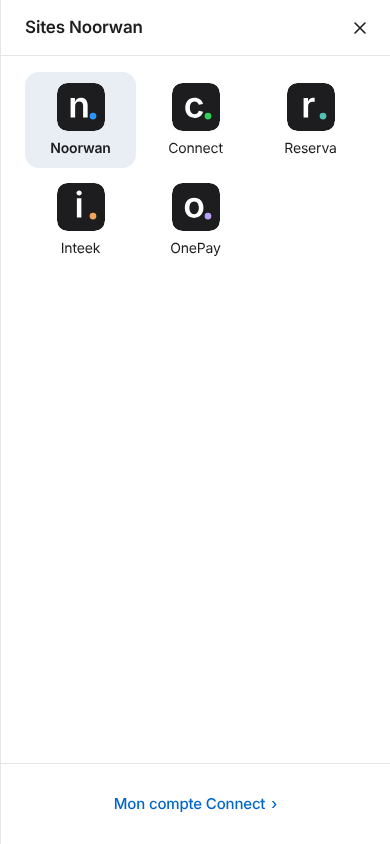 Sites Noorwan
n.
c.
r.
Noorwan
Connect
Reserva
i.
o.
Inteek
OnePay
Mon compte Connect ›